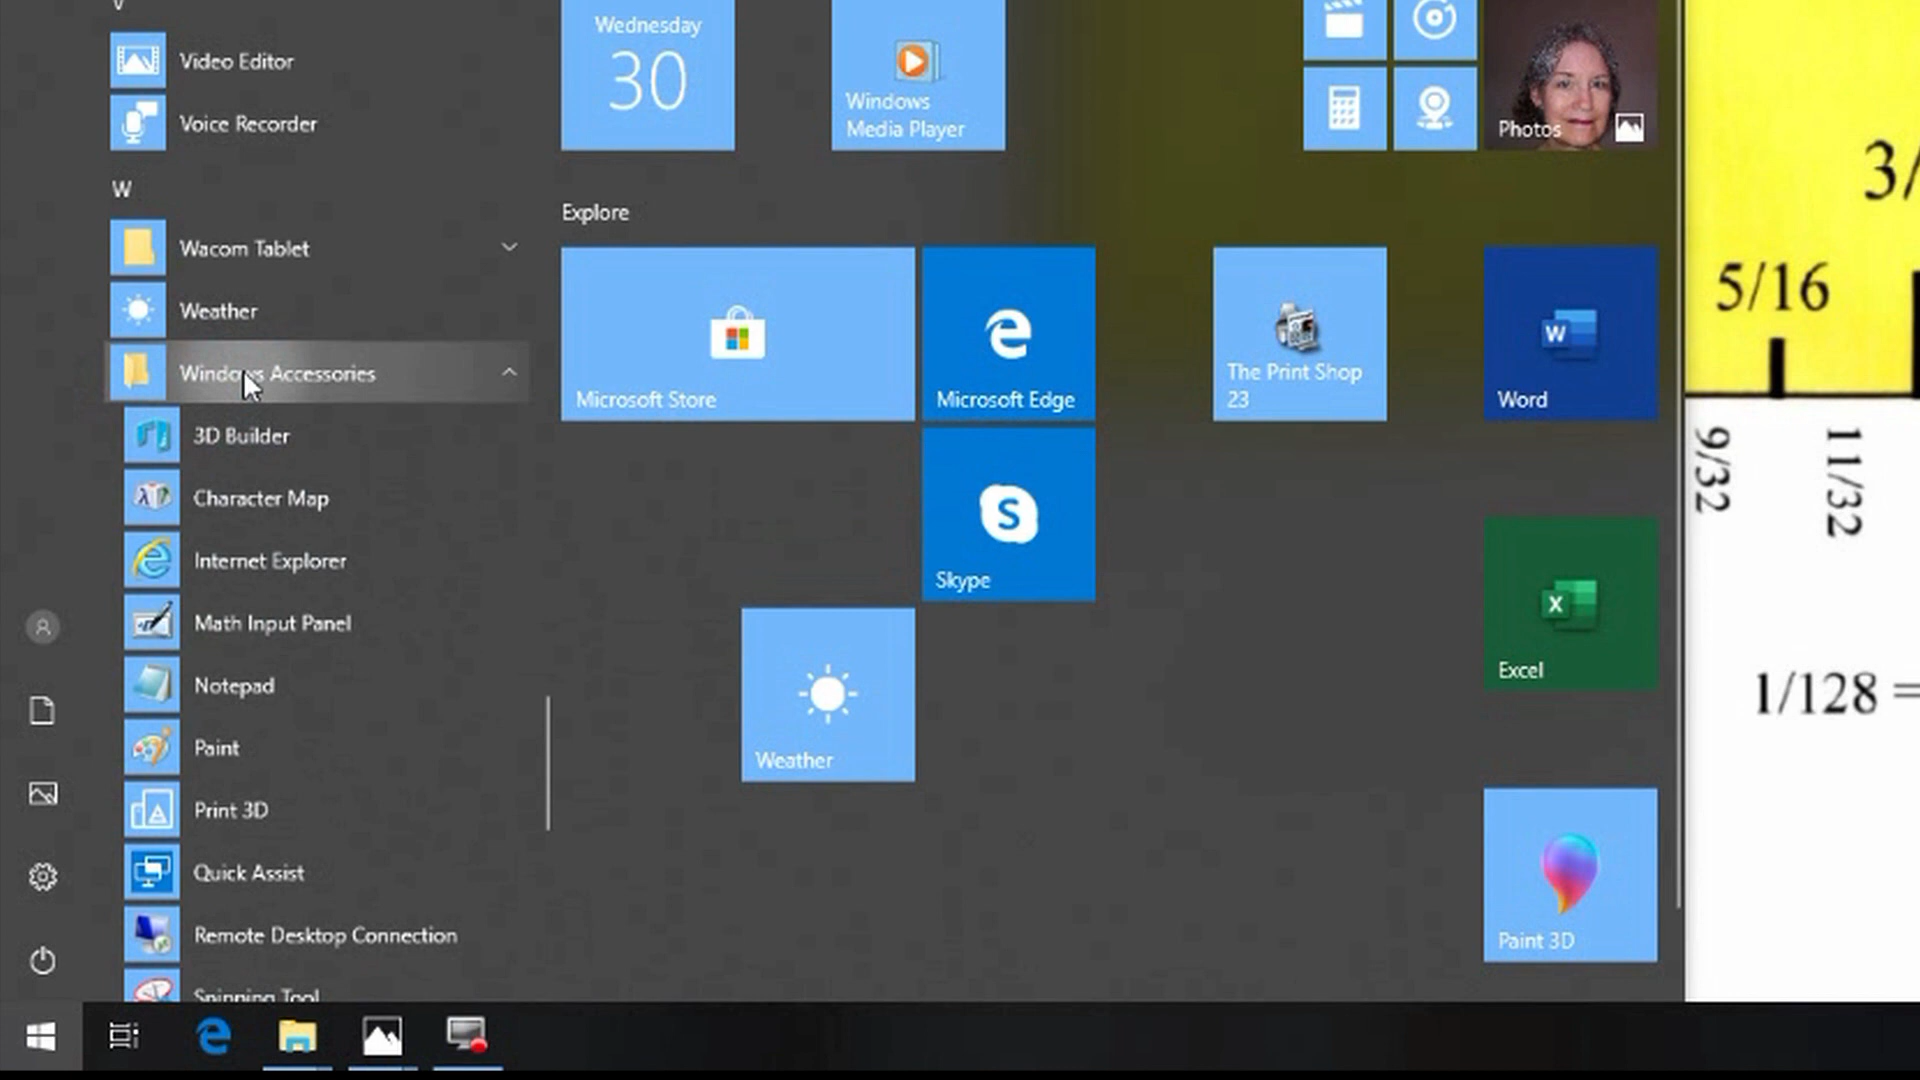 V
Video Editor
Voice Recorder
W
Wacom Tablet
Weather
Windows Accessories
3D Builder
Character Map
Internet Explorer
Math Input Panel
Notepad
Paint
Print 3D
Quick Assist
Remote Desktop Connection
Snipping Tool
Wednesday
30
Windows
Media Player
Photos
Explore
Microsoft Store
Microsoft Edge
The Print Shop
23
Word
Skype
Excel
Weather
Paint 3D
3/
5/16
9/32
11/32
1/128 =